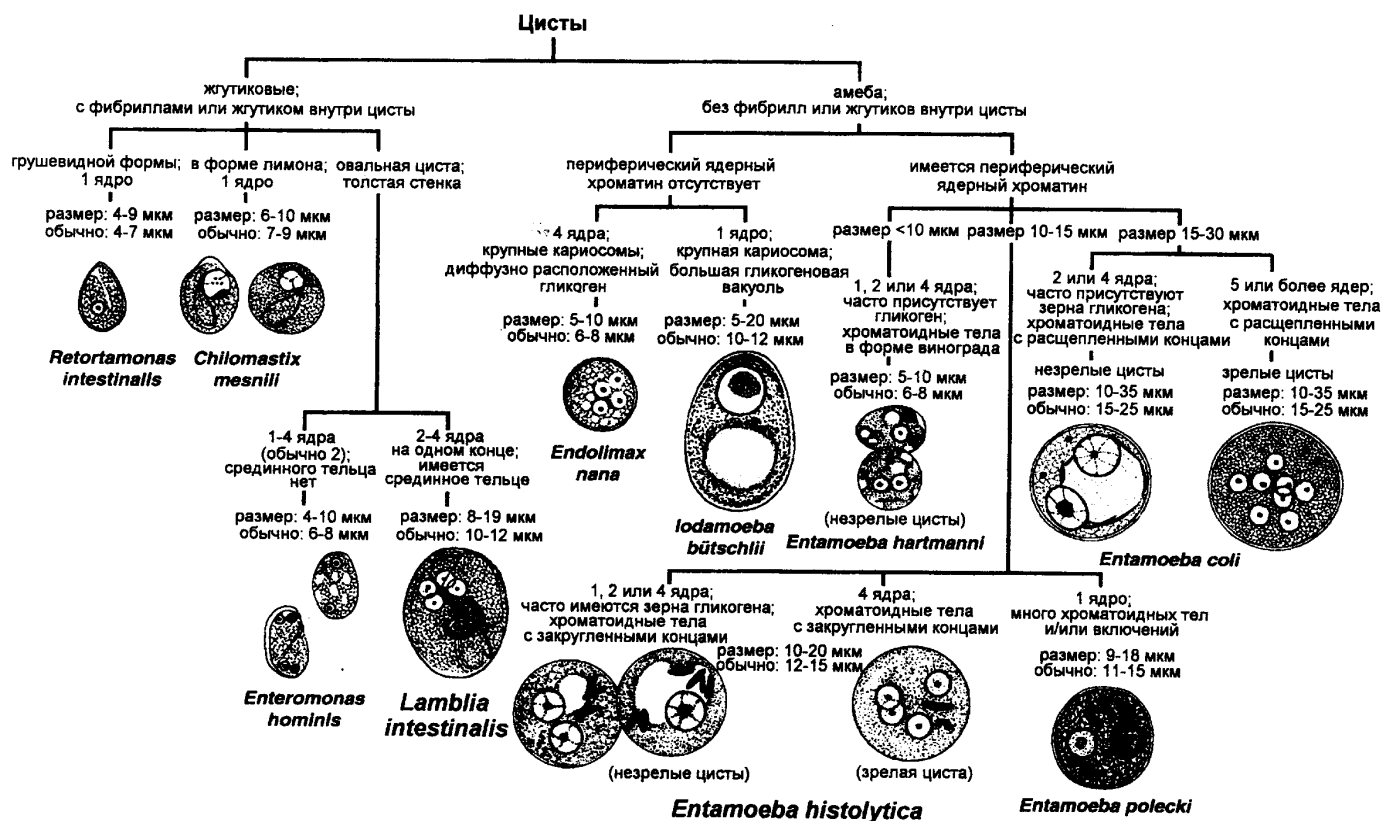 Цисты
жгутиковые;
с фибриллами или жгутиком внутри цисты
амеба;
без фибрилл или жгутиков внутри цисты
грушевидной формы;
1 ядро
размер: 4-9 мкм
обычно: 4-7 мкм
Retortamonas
intestinalis
в форме лимона;
1 ядро
размер: 6-10 мкм
обычно: 7-9 мкм
Chilomastix
mesnili
овальная циста;
толстая стенка
1-4 ядра
(обычно 2);
срединного тельца
нет
размер: 4-10 мкм
обычно: 6-8 мкм
Enteromonas
hominis
2-4 ядра
на одном конце;
имеется
срединное тельце
размер: 8-19 мкм
обычно: 10-12 мкм
Lamblia
intestinalis
периферический ядерный
хроматин отсутствует
4 ядра;
крупные кариосомы;
диффузно расположенный
гликоген
размер: 5-10 мкм
обычно: 6-8 мкм
Endolimax
nana
1 ядро;
крупная кариосома;
большая гликогеновая
вакуоль
размер: 5-20 мкм
обычно: 10-12 мкм
Iodamoeba
bütschlii
имеется периферический
ядерный хроматин
размер <10 мкм
размер 10-15 мкм
размер 15-30 мкм
1, 2 или 4 ядра;
часто присутствует
гликоген;
хроматоидные тела
в форме винограда
размер: 5-10 мкм
обычно: 6-8 мкм
(незрелые цисты)
Entamoeba hartmanni
2 или 4 ядра;
часто присутствуют
зерна гликогена;
хроматоидные тела
с расщепленными концами
незрелые цисты
размер: 10-35 мкм
обычно: 15-25 мкм
5 или более ядер;
хроматоидные тела
с расщепленными
концами
зрелые цисты
размер: 10-35 мкм
обычно: 15-25 мкм
Entamoeba coli
1, 2 или 4 ядра;
часто имеются зерна гликогена;
хроматоидные тела
с закругленными концами
4 ядра;
хроматоидные тела
с закругленными концами
размер: 10-20 мкм
обычно: 12-15 мкм
(незрелые цисты)
(зрелая циста)
Entamoeba histolytica
1 ядро;
много хроматоидных тел
и/или включений
размер: 9-18 мкм
обычно: 11-15 мкм
Entamoeba polecki